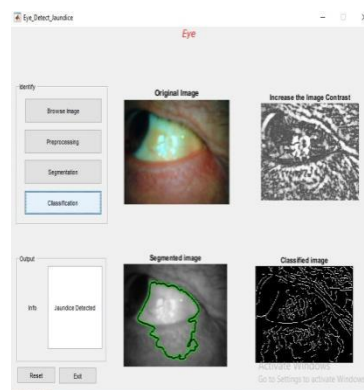 Eye_Detect_Jaundice
Eye
Identify
Browse Image
Preprocessing
Segmentation
Classification
Original Image
Increase the Image Contrast
Output
Info
Jaundice Detected
Reset
Exit
Segmented image
Classified image
Activate Windows
Go to Settings to activate Windows